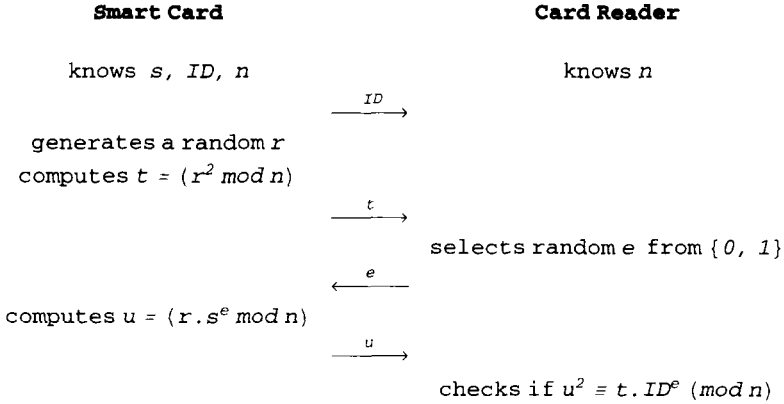 Smart Card Card Reader
knows s, ID, n knows n
ID
generates a random r
computes t = (r² mod n)
t
selects random e from {0, 1}
e
computes u = (r.sᵉ mod n)
u
checks if u² ≡ t.IDᵉ (mod n)